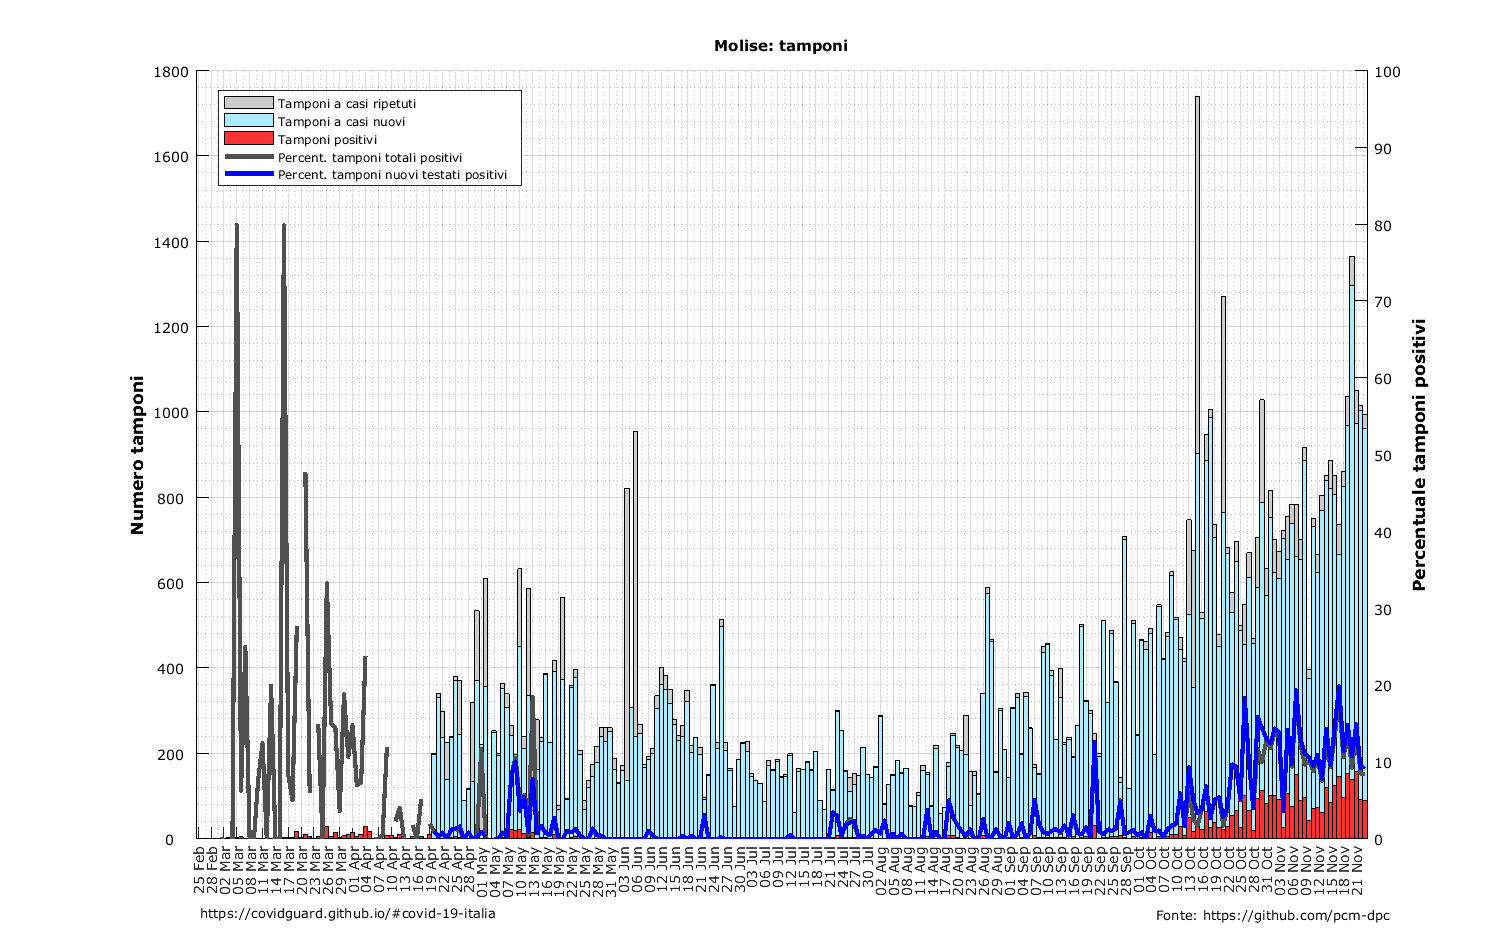 Molise: tamponi
1800
1600
1400
1200
1000
800
600
400
200
0
Numero tamponi
Tamponi a casi ripetuti
Tamponi a casi nuovi
Tamponi positivi
Percent. tamponi totali positivi
Percent. tamponi nuovi testati positivi
100
90
80
70
60
50
40
30
20
10
0
Percentuale tamponi positivi
25 Feb
28 Feb
02 Mar
05 Mar
08 Mar
11 Mar
14 Mar
17 Mar
20 Mar
23 Mar
26 Mar
29 Mar
01 Apr
04 Apr
07 Apr
10 Apr
13 Apr
16 Apr
19 Apr
22 Apr
25 Apr
28 Apr
01 May
04 May
07 May
10 May
13 May
16 May
19 May
22 May
25 May
28 May
31 May
03 Jun
06 Jun
09 Jun
12 Jun
15 Jun
18 Jun
21 Jun
24 Jun
27 Jun
30 Jun
03 Jul
06 Jul
09 Jul
12 Jul
15 Jul
18 Jul
21 Jul
24 Jul
27 Jul
30 Jul
02 Aug
05 Aug
08 Aug
11 Aug
14 Aug
17 Aug
20 Aug
23 Aug
26 Aug
29 Aug
01 Sep
04 Sep
07 Sep
10 Sep
13 Sep
16 Sep
19 Sep
22 Sep
25 Sep
28 Sep
01 Oct
04 Oct
07 Oct
10 Oct
13 Oct
16 Oct
19 Oct
22 Oct
25 Oct
28 Oct
31 Oct
03 Nov
06 Nov
09 Nov
12 Nov
15 Nov
18 Nov
21 Nov
https://covidguard.github.io/#covid-19-italia
Fonte: https://github.com/pcm-dpc